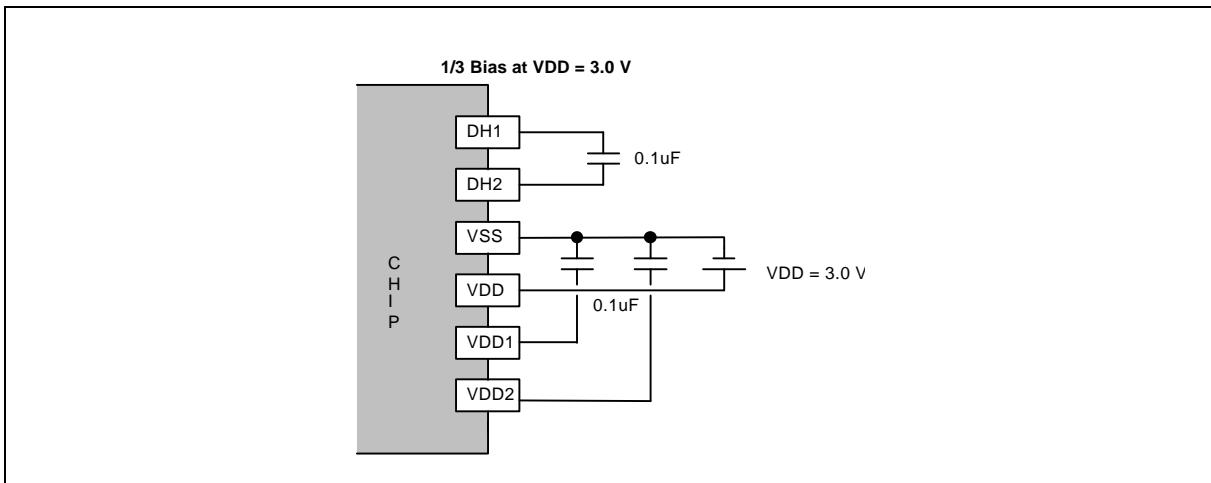 1/3 Bias at VDD = 3.0 V
DH1
0.1uF
DH2
VSS
CHIP
VDD = 3.0 V
VDD
0.1uF
VDD1
VDD2